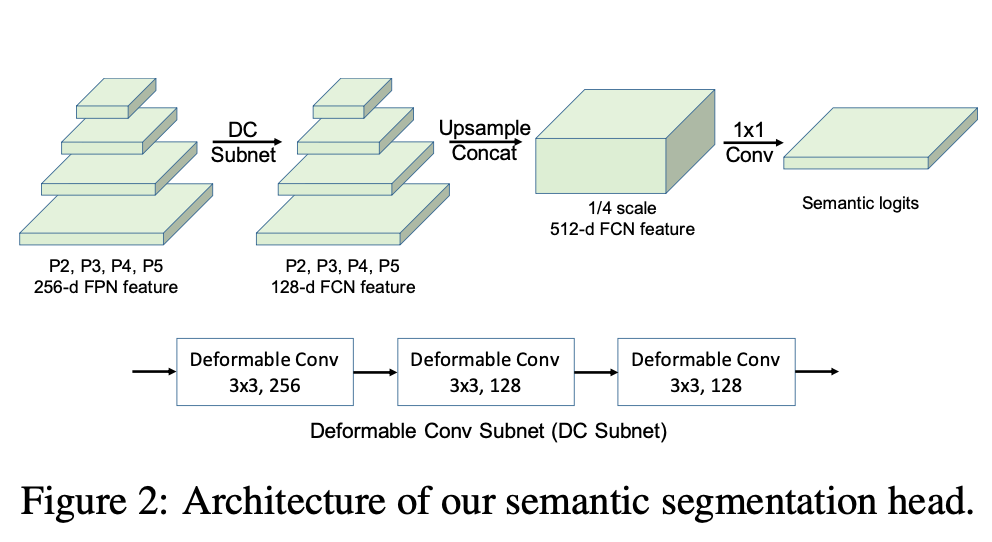 DC
Subnet
Upsample
Concat
1x1
Conv
1/4 scale
512-d FCN feature
Semantic logits
P2, P3, P4, P5
256-d FPN feature
P2, P3, P4, P5
128-d FCN feature
Deformable Conv
3x3, 256
Deformable Conv
3x3, 128
Deformable Conv
3x3, 128
Deformable Conv Subnet (DC Subnet)
Figure 2: Architecture of our semantic segmentation head.